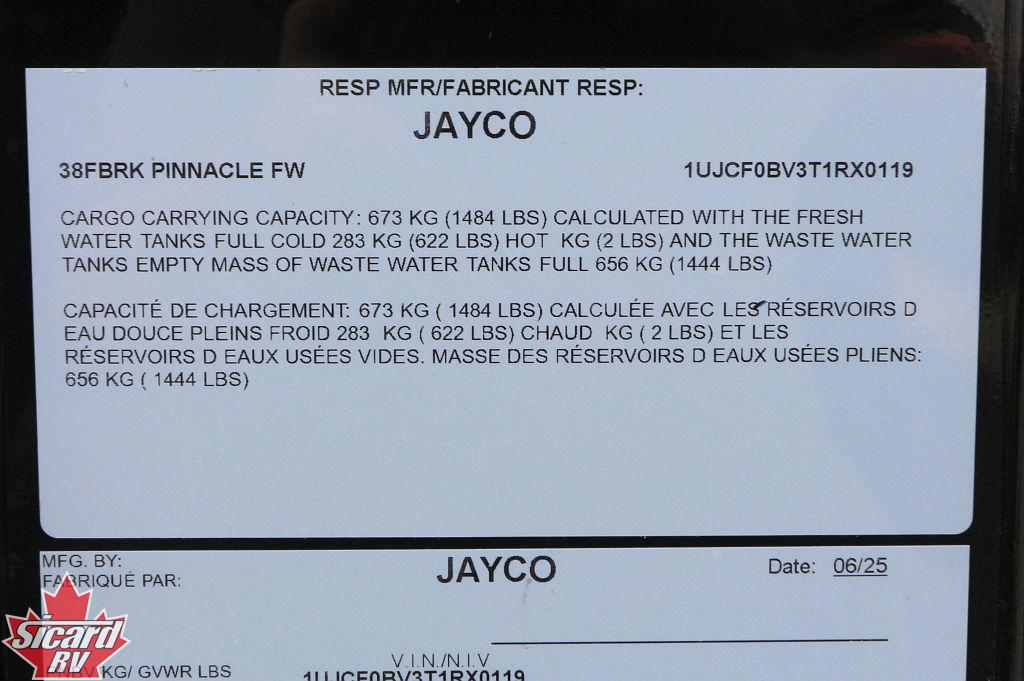 RESP MFR/FABRICANT RESP:
JAYCO
38FBRK PINNACLE FW 1UJCF0BV3T1RX0119
CARGO CARRYING CAPACITY: 673 KG (1484 LBS) CALCULATED WITH THE FRESH
WATER TANKS FULL COLD 283 KG (622 LBS) HOT KG (2 LBS) AND THE WASTE WATER
TANKS EMPTY MASS OF WASTE WATER TANKS FULL 656 KG (1444 LBS)
CAPACITÉ DE CHARGEMENT: 673 KG ( 1484 LBS) CALCULÉE AVEC LES RÉSERVOIRS D
EAU DOUCE PLEINS FROID 283 KG ( 622 LBS) CHAUD KG ( 2 LBS) ET LES
RÉSERVOIRS D EAUX USÉES VIDES. MASSE DES RÉSERVOIRS D EAUX USÉES PLIENS:
656 KG ( 1444 LBS)
MFG. BY: JAYCO Date: 06/25
FABRIQUÉ PAR:
Sicard
RV
V.I.N./N.I.V
KG/ GVWR LBS 1UJCF0BV3T1RX0119